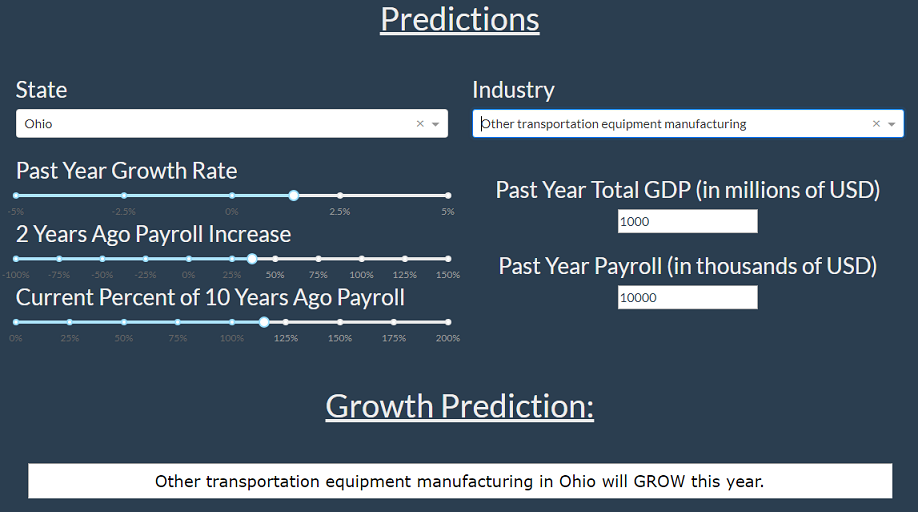 Predictions
State
Ohio
Industry
Other transportation equipment manufacturing
Past Year Growth Rate
-5% -2.5% 0% 2.5% 5%
2 Years Ago Payroll Increase
-100% -75% -50% -25% 0% 25% 50% 75% 100% 125% 150%
Current Percent of 10 Years Ago Payroll
0% 25% 50% 75% 100% 125% 150% 175% 200%
Past Year Total GDP (in millions of USD)
1000
Past Year Payroll (in thousands of USD)
10000
Growth Prediction:
Other transportation equipment manufacturing in Ohio will GROW this year.